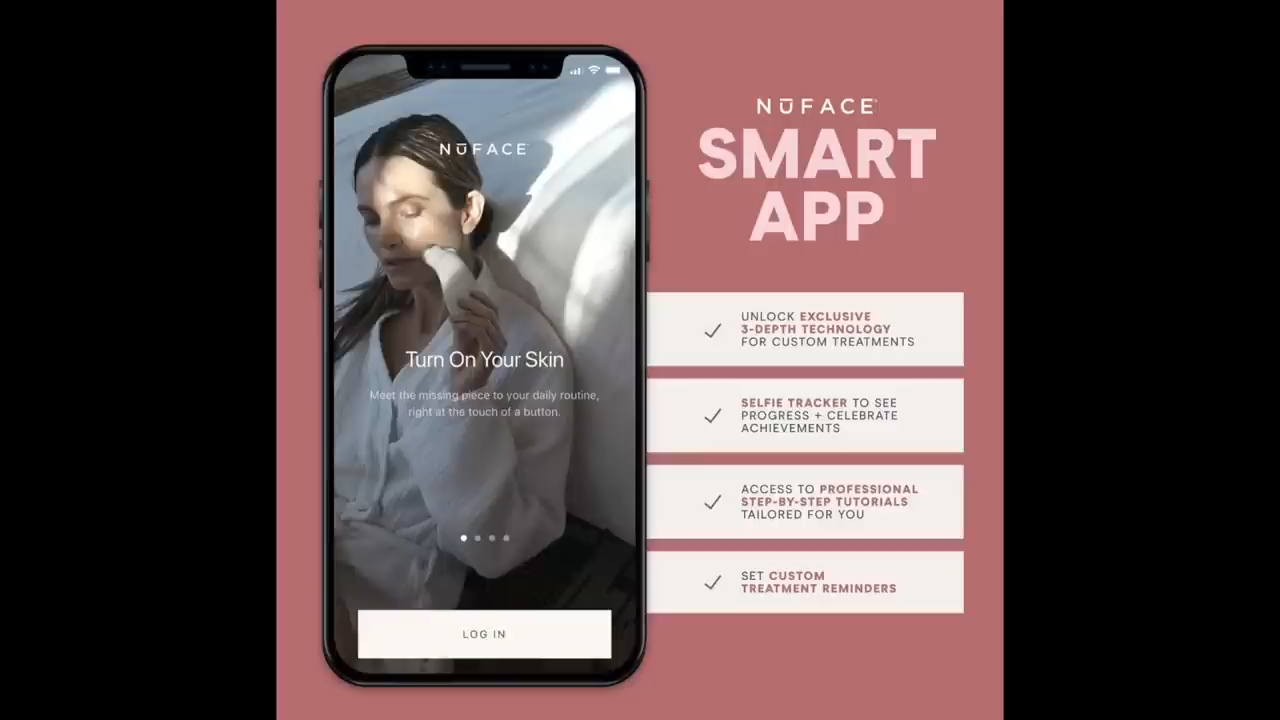 NŪFACE
Turn On Your Skin
Meet the missing piece to your daily routine,
right at the touch of a button.
LOG IN
NŪFACE
SMART
APP
UNLOCK EXCLUSIVE
3-DEPTH TECHNOLOGY
FOR CUSTOM TREATMENTS
SELFIE TRACKER TO SEE
PROGRESS + CELEBRATE
ACHIEVEMENTS
ACCESS TO PROFESSIONAL
STEP-BY-STEP TUTORIALS
TAILORED FOR YOU
SET CUSTOM
TREATMENT REMINDERS